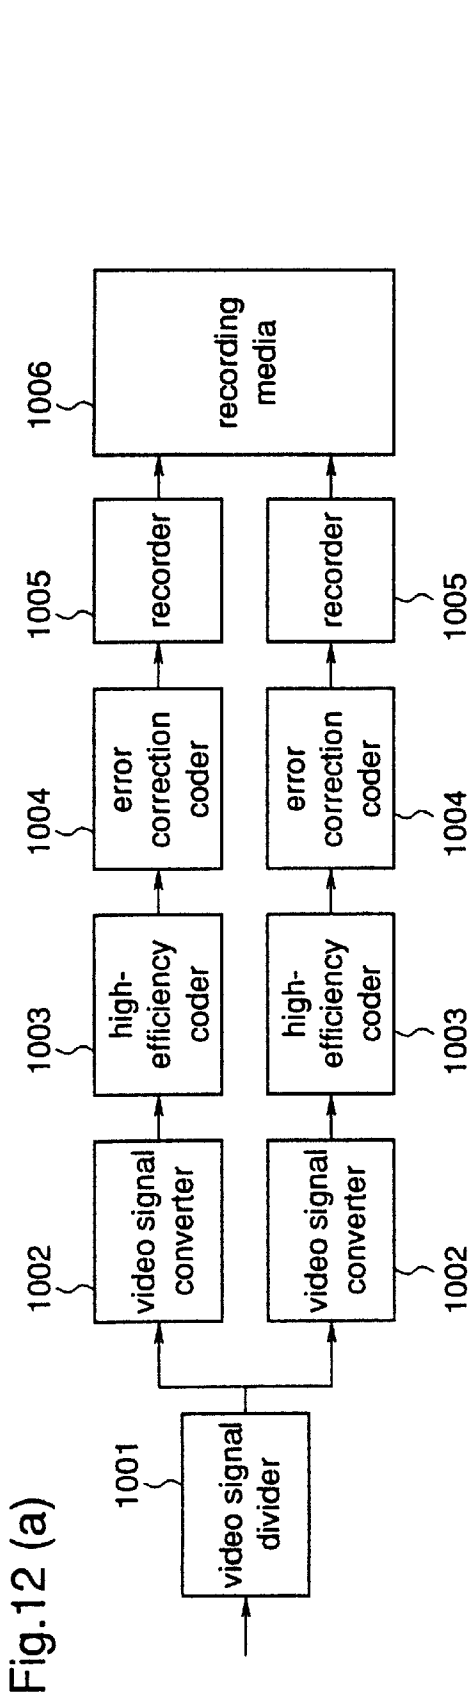 Fig.12 (a)
1001
video signal
divider
1002
video signal
converter
1003
high-
efficiency
coder
1004
error
correction
coder
1005
recorder
1006
recording
media
video signal
converter
1002
high-
efficiency
coder
1003
error
correction
coder
1004
recorder
1005